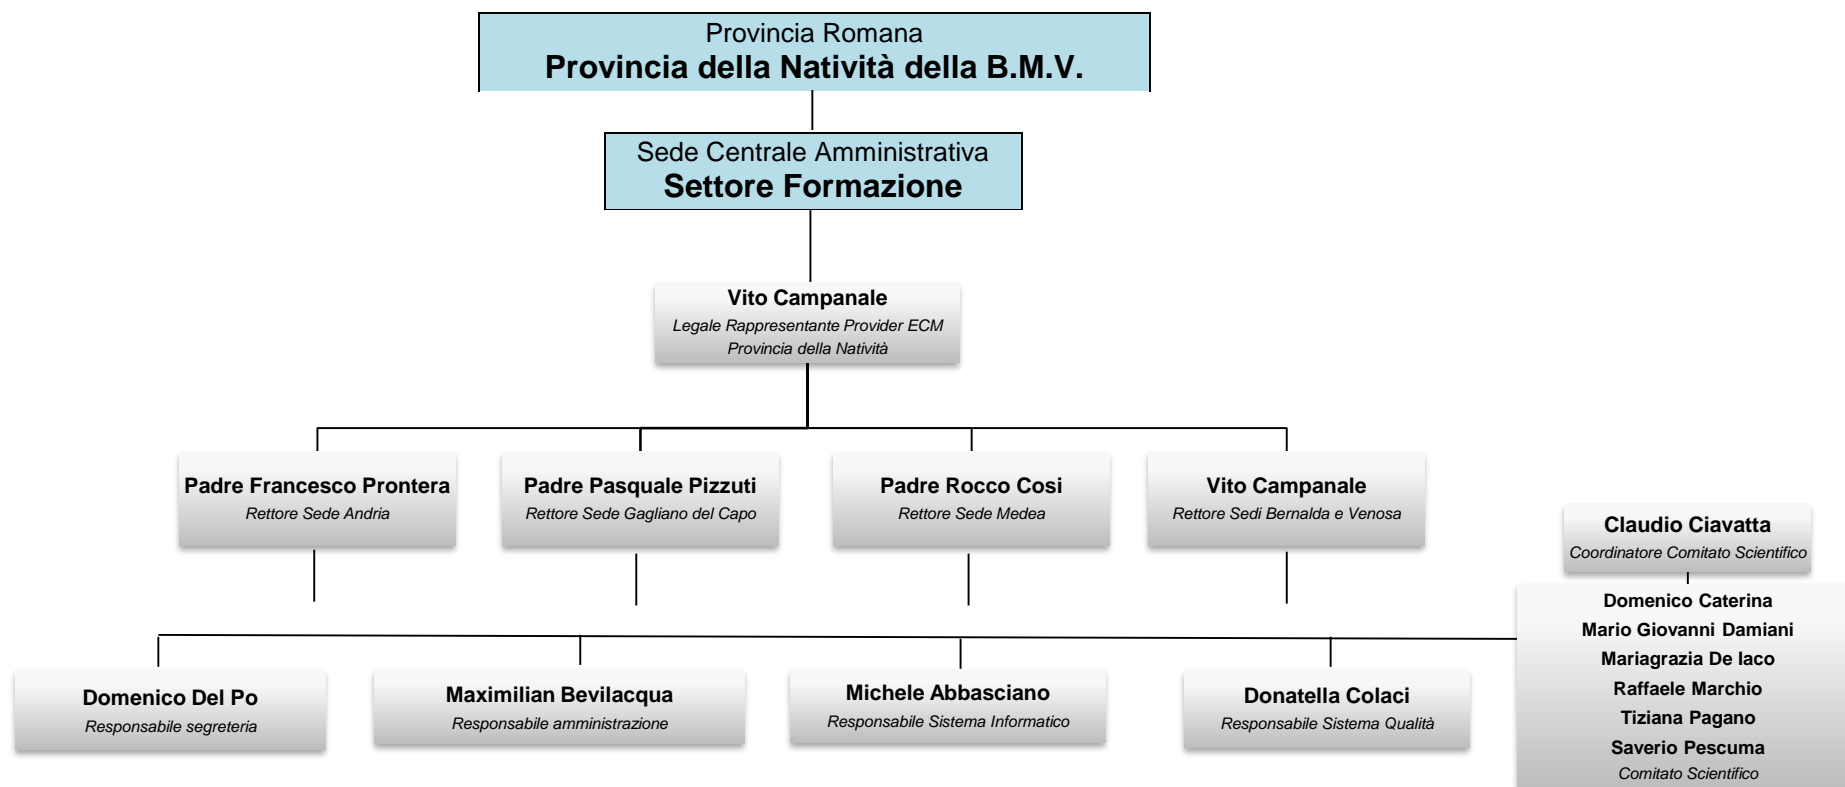 Provincia Romana
Provincia della Natività della B.M.V.
Sede Centrale Amministrativa
Settore Formazione
Vito Campanale
Legale Rappresentante Provider ECM
Provincia della Natività
Padre Francesco Prontera
Rettore Sede Andria
Padre Pasquale Pizzuti
Rettore Sede Gagliano del Capo
Padre Rocco Cosi
Rettore Sede Medea
Vito Campanale
Rettore Sedi Bernalda e Venosa
Claudio Ciavatta
Coordinatore Comitato Scientifico
Domenico Caterina
Mario Giovanni Damiani
Mariagrazia De Iaco
Raffaele Marchio
Tiziana Pagano
Saverio Pescuma
Comitato Scientifico
Domenico Del Po
Responsabile segreteria
Maximilian Bevilacqua
Responsabile amministrazione
Michele Abbasciano
Responsabile Sistema Informatico
Donatella Colaci
Responsabile Sistema Qualità